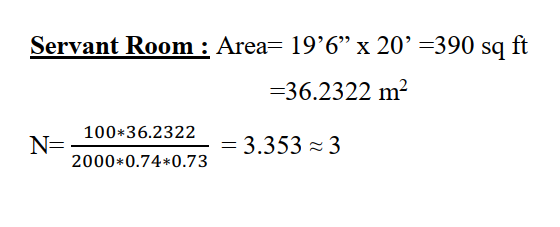 Servant Room : Area= 19’6” x 20’ =390 sq ft
=36.2322 m²
N= 100*36.2322 / 2000*0.74*0.73 = 3.353 ≈ 3